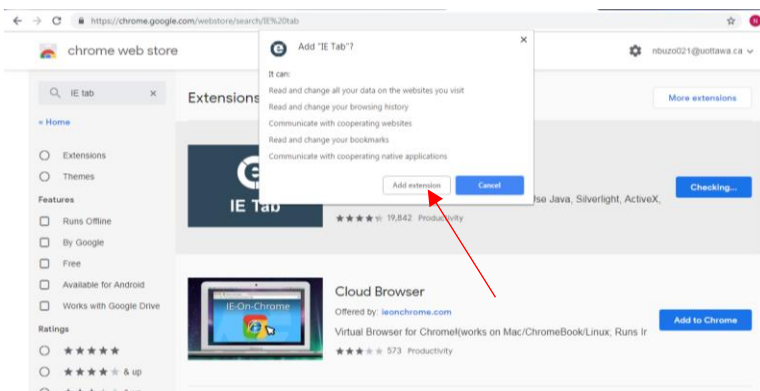 https://chrome.google.com/webstore/search/IE%20tab
N
chrome web store
nbuzo021@uottawa.ca
Add "IE Tab"?
It can:
Read and change all your data on the websites you visit
Read and change your browsing history
Communicate with cooperating websites
Read and change your bookmarks
Communicate with cooperating native applications
Add extension
Cancel
IE tab
« Home
Extensions
Themes
Features
Runs Offline
By Google
Free
Available for Android
Works with Google Drive
Ratings
& up
Extensions
More extensions
IE Tab
Use Java, Silverlight, ActiveX,
19,842 Productivity
Checking...
IE-On-Chrome
Cloud Browser
Offered by: ieonchrome.com
Virtual Browser for Chrome!(works on Mac/ChromeBook/Linux; Runs Ir
573 Productivity
Add to Chrome